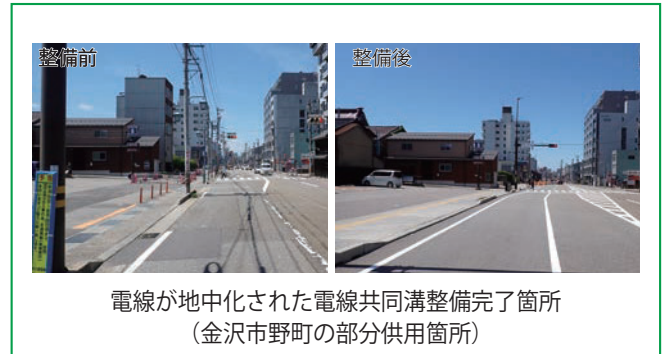 整備前
整備後
電線が地中化された電線共同溝整備完了箇所
（金沢市野町の部分供用箇所）